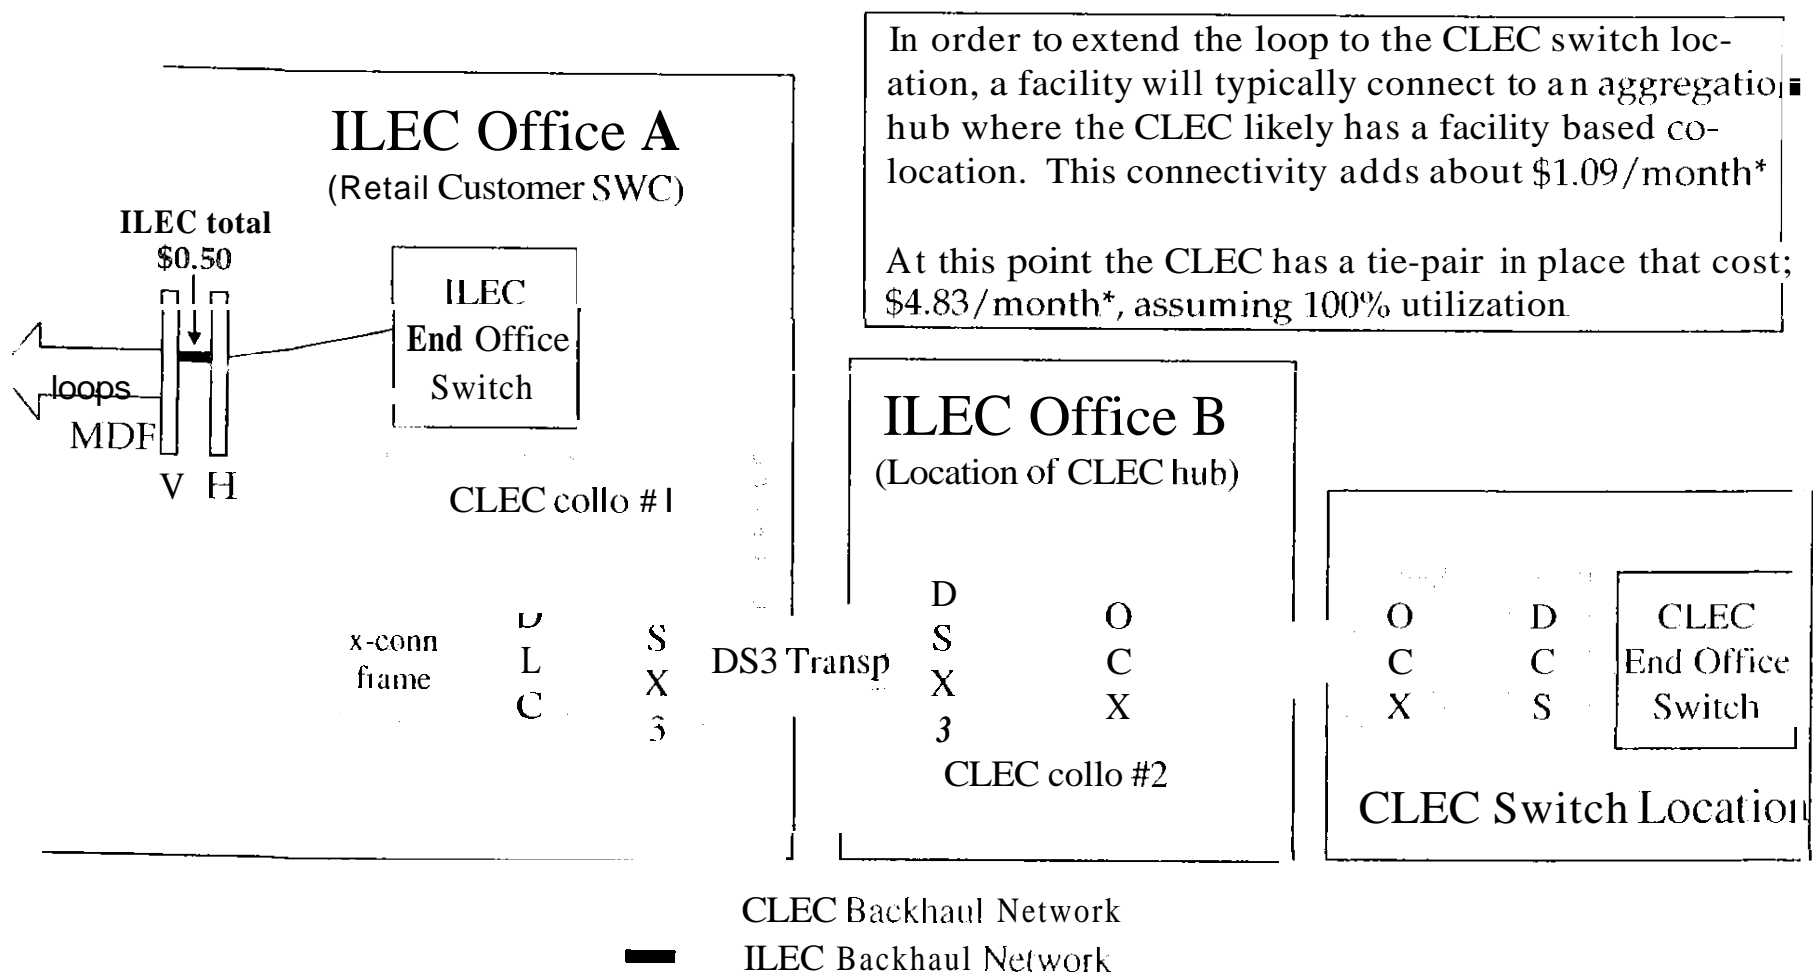 In order to extend the loop to the CLEC switch loc-
ation, a facility will typically connect to an aggregation
hub where the CLEC likely has a facility based co-
location. This connectivity adds about $1.09/month*
At this point the CLEC has a tie-pair in place that cost;
$4.83/month*, assuming 100% utilization
ILEC Office A
(Retail Customer SWC)
ILEC total
$0.50
ILEC
End Office
Switch
loops
MDF
V H
CLEC collo #1
x-conn
frame
D
L
C
S
X
3
DS3 Transp
ILEC Office B
(Location of CLEC hub)
D
S
X
3
O
C
X
CLEC collo #2
O
C
X
D
C
S
CLEC
End Office
Switch
CLEC Switch Location
CLEC Backhaul Network
ILEC Backhaul Network